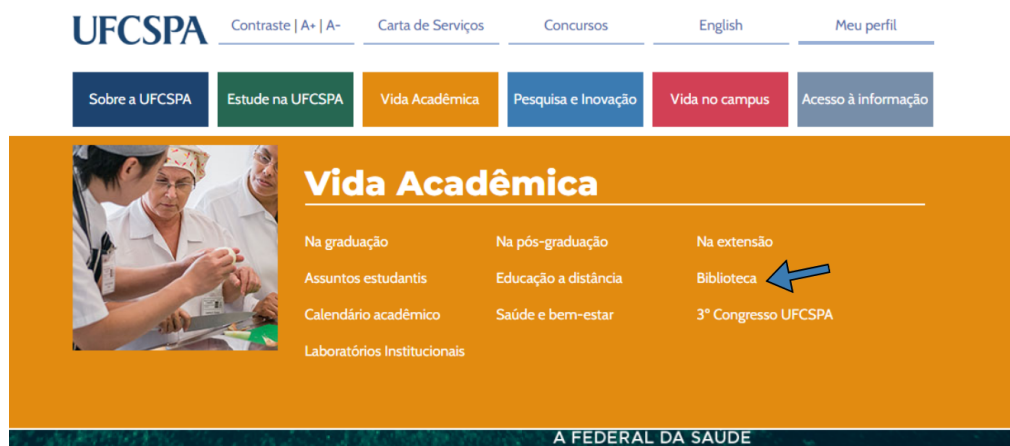 UFCSPA
Contraste | A+ | A- Carta de Serviços Concursos English Meu perfil
Sobre a UFCSPA Estude na UFCSPA Vida Acadêmica Pesquisa e Inovação Vida no campus Acesso à informação
Vida Acadêmica
Na graduação Na pós-graduação Na extensão
Assuntos estudantis Educação a distância Biblioteca
Calendário acadêmico Saúde e bem-estar 3º Congresso UFCSPA
Laboratórios Institucionais
A FEDERAL DA SAÚDE